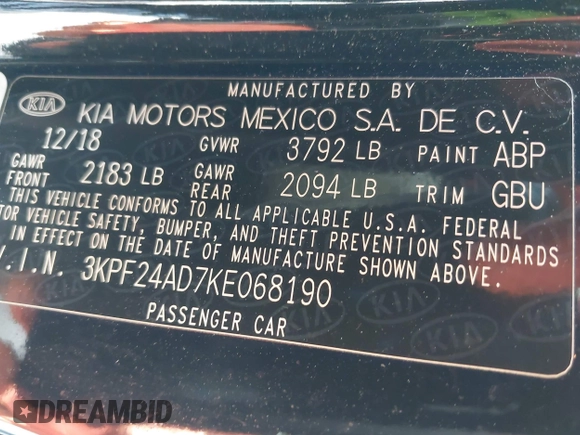 MANUFACTURED BY
KIA KIA MOTORS MEXICO S.A. DE C.V.
12/18 GVWR 3792 LB PAINT ABP
GAWR FRONT 2183 LB GAWR REAR 2094 LB TRIM GBU
THIS VEHICLE CONFORMS TO ALL APPLICABLE U.S.A. FEDERAL
VEHICLE SAFETY, BUMPER, AND THEFT PREVENTION STANDARDS
IN EFFECT ON THE DATE OF MANUFACTURE SHOWN ABOVE.
V.I.N. 3KPF24AD7KE068190
PASSENGER CAR
DREAMBID